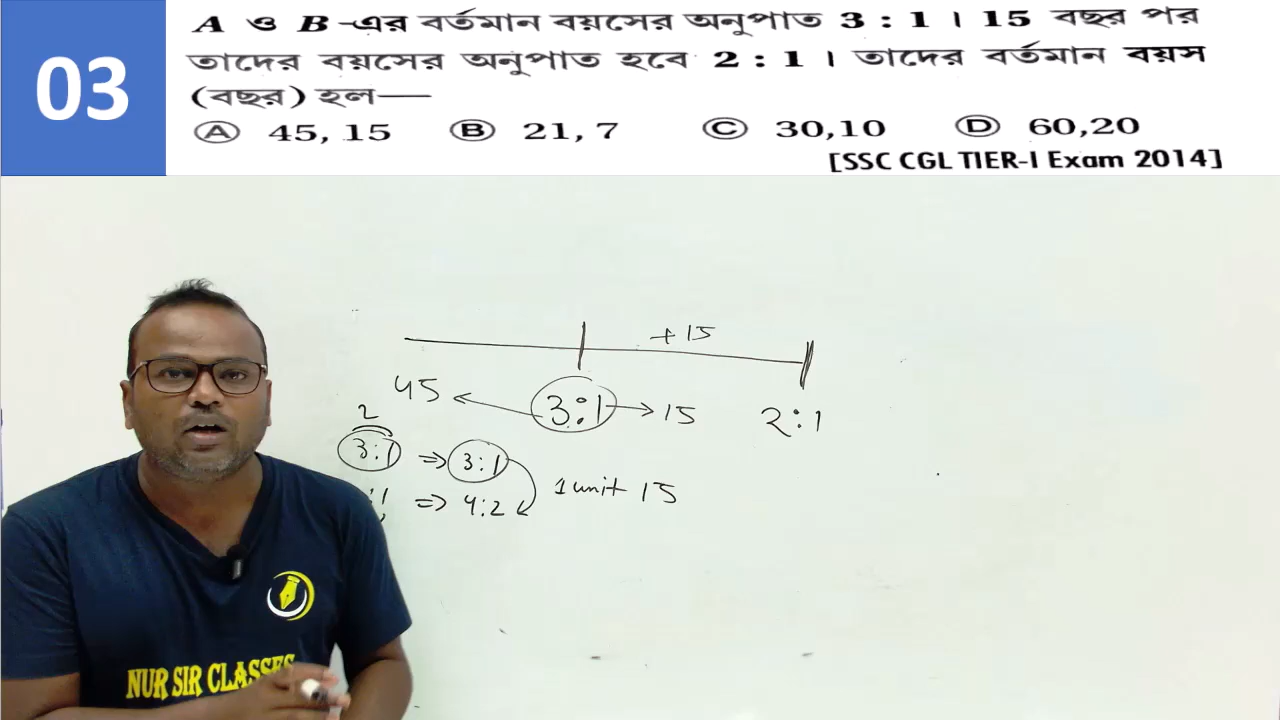 03
A ও B -এর বর্তমান বয়সের অনুপাত 3 : 1 । 15 বছর পর
তাদের বয়সের অনুপাত হবে 2 : 1 । তাদের বর্তমান বয়স
(বছর) হল—
Ⓐ 45, 15 Ⓑ 21, 7 Ⓒ 30,10 Ⓓ 60,20
[SSC CGL TIER-I Exam 2014]
+15
45 ← 3:1 → 15 2:1
2
3:1 ⇒ 3:1
⇒ 4:2 1 unit 15
NUR SIR CLASSES